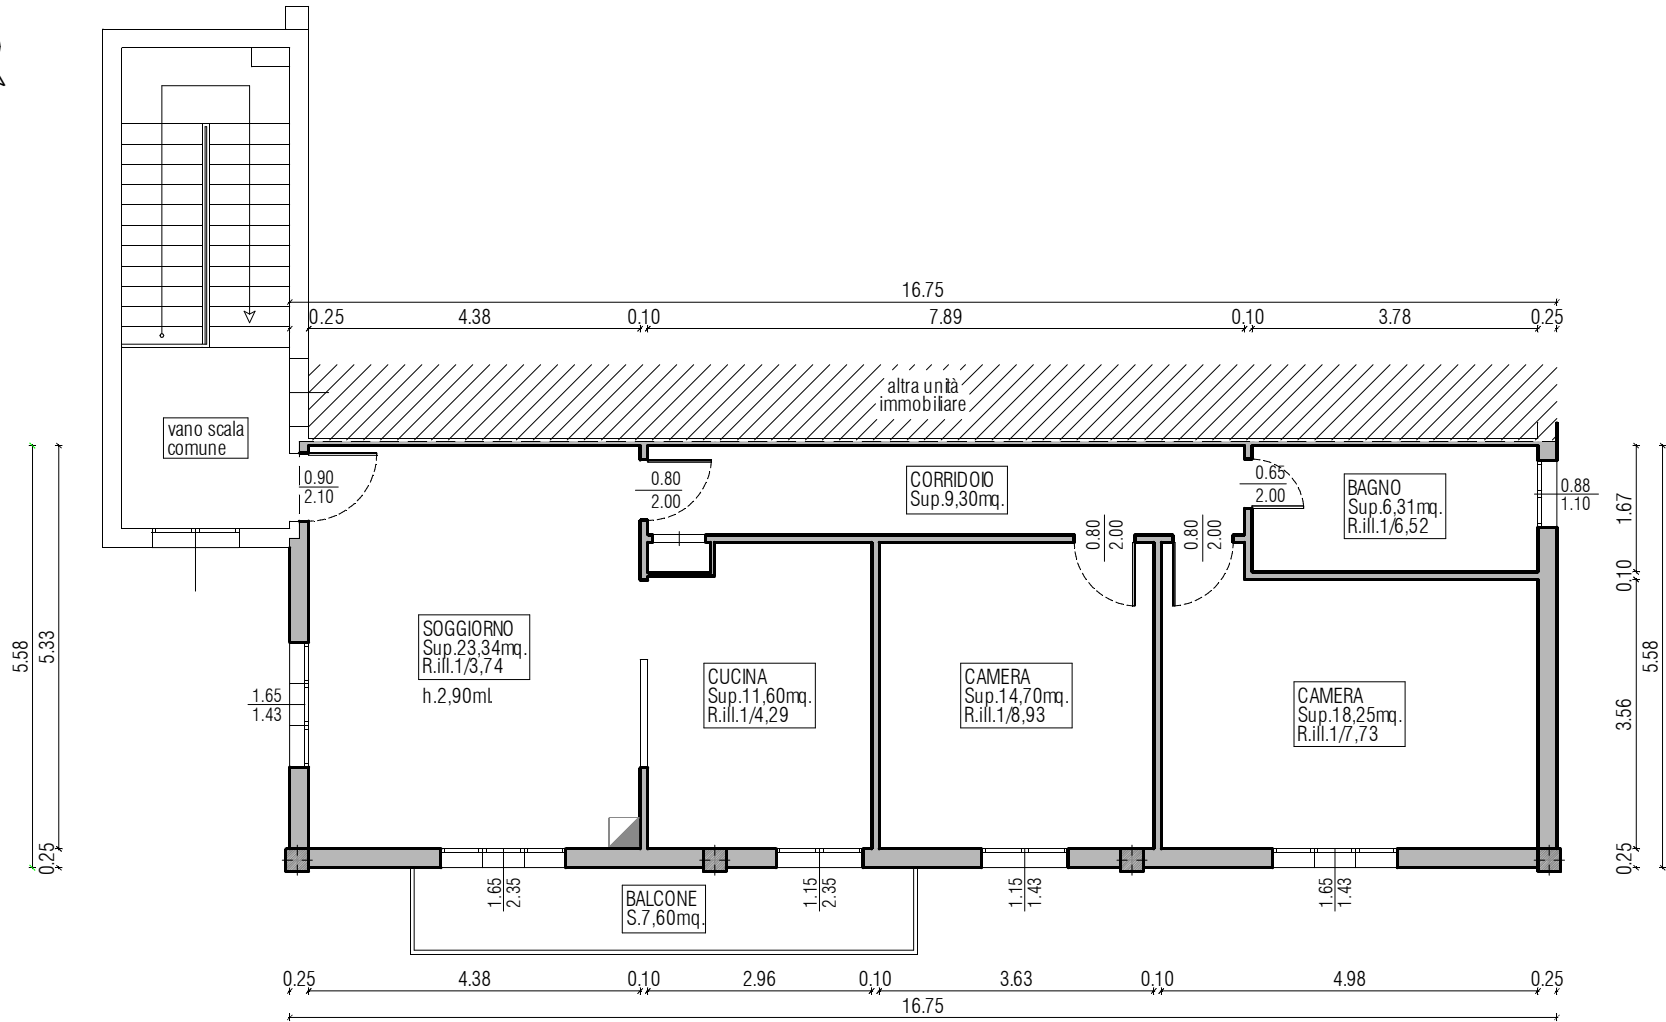 16.75
0.25 4.38 0.10 7.89 0.10 3.78 0.25
altra unità
immobiliare
vano scala
comune
0.90
2.10
0.80
2.00
CORRIDOIO
Sup.9,30mq.
0.65
2.00
BAGNO
Sup.6,31mq.
R.ill.1/6,52
0.88
1.10
0.80
2.00
0.80
2.00
1.67
0.10
3.56
0.25
5.58
5.58
5.33
0.25
SOGGIORNO
Sup.23,34mq.
R.ill.1/3,74
h.2,90ml.
1.65
1.43
CUCINA
Sup.11,60mq.
R.ill.1/4,29
CAMERA
Sup.14,70mq.
R.ill.1/8,93
CAMERA
Sup.18,25mq.
R.ill.1/7,73
1.65
2.35
BALCONE
S.7,60mq.
1.15
2.35
1.15
1.43
1.65
1.43
0.25 4.38 0.10 2.96 0.10 3.63 0.10 4.98 0.25
16.75